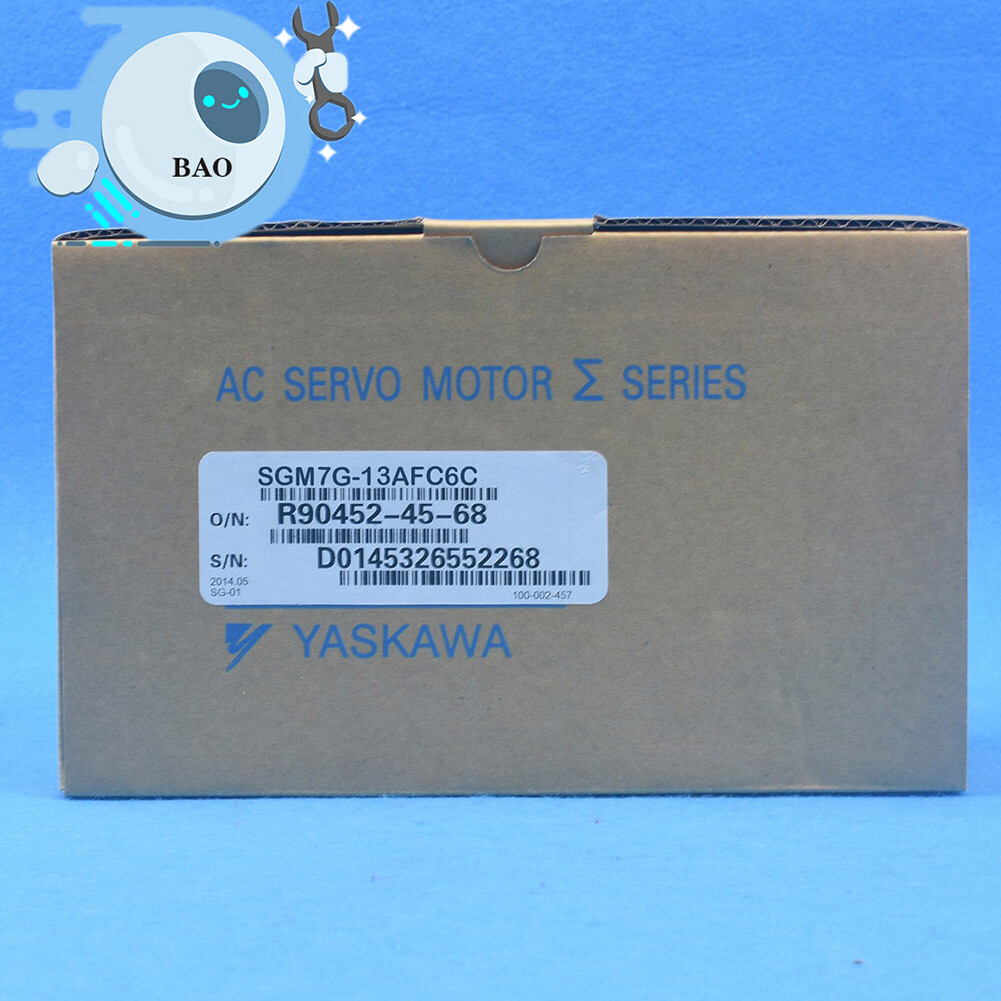 BAO
AC SERVO MOTOR Σ SERIES
SGM7G-13AFC6C
O/N: R90452-45-68
S/N: D0145326552268
2014.05
SG-01 100-002-457
YASKAWA